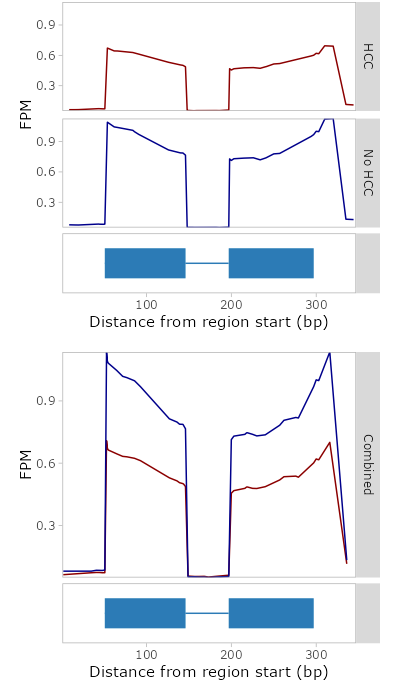 0.9
0.6
0.3
HCC
FPM
0.9
0.6
0.3
No HCC
100 200 300
Distance from region start (bp)
0.9
0.6
0.3
FPM
Combined
100 200 300
Distance from region start (bp)